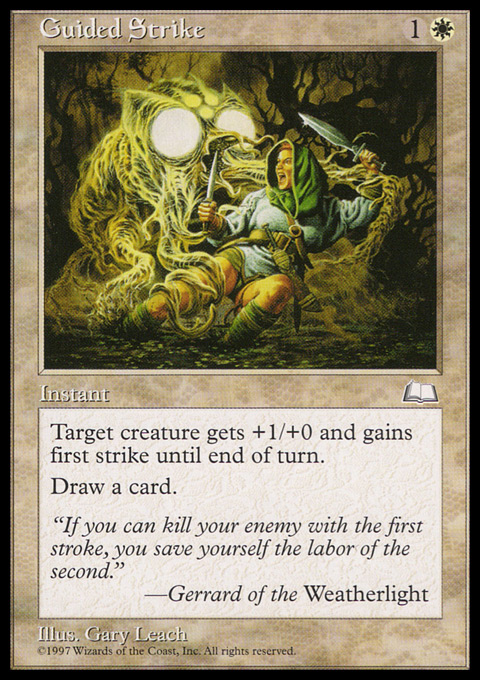 Guided Strike 1
Instant
Target creature gets +1/+0 and gains
first strike until end of turn.
Draw a card.
“If you can kill your enemy with the first
stroke, you save yourself the labor of the
second.”
—Gerrard of the Weatherlight
Illus. Gary Leach
©1997 Wizards of the Coast, Inc. All rights reserved.